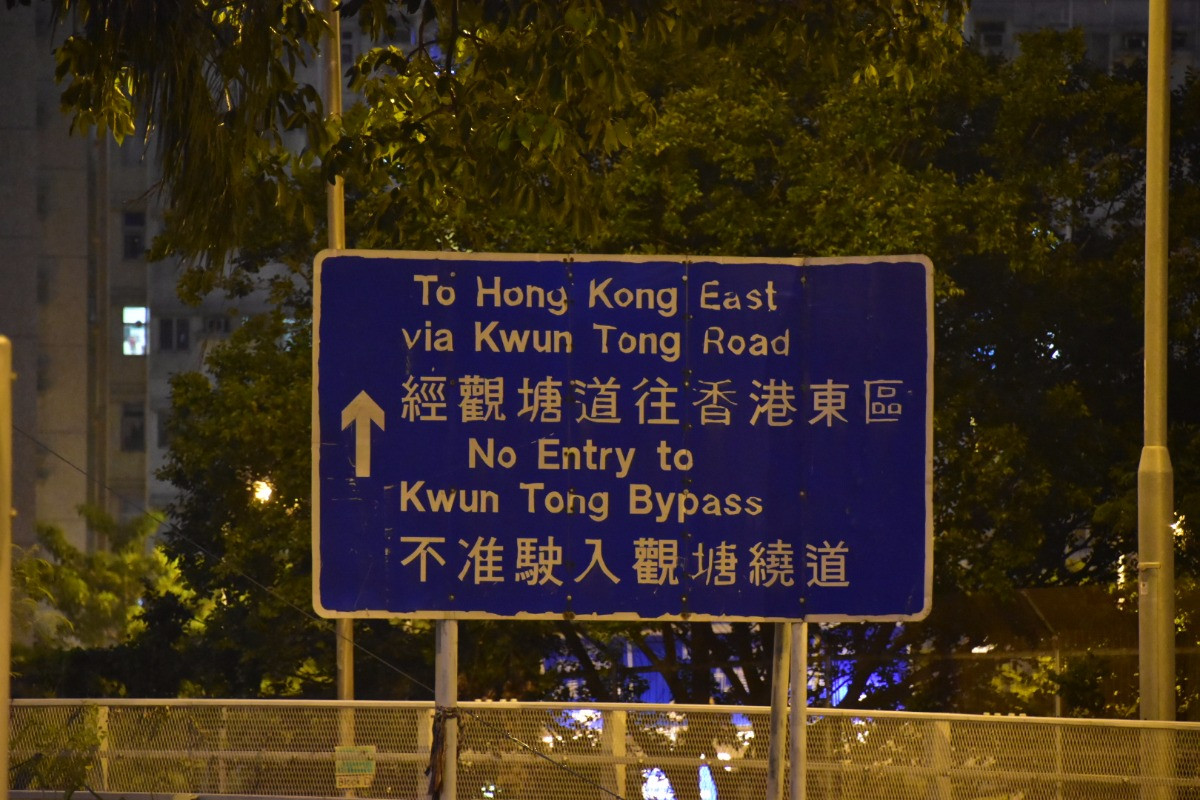 To Hong Kong East
via Kwun Tong Road
經觀塘道往香港東區
No Entry to
Kwun Tong Bypass
不准駛入觀塘繞道